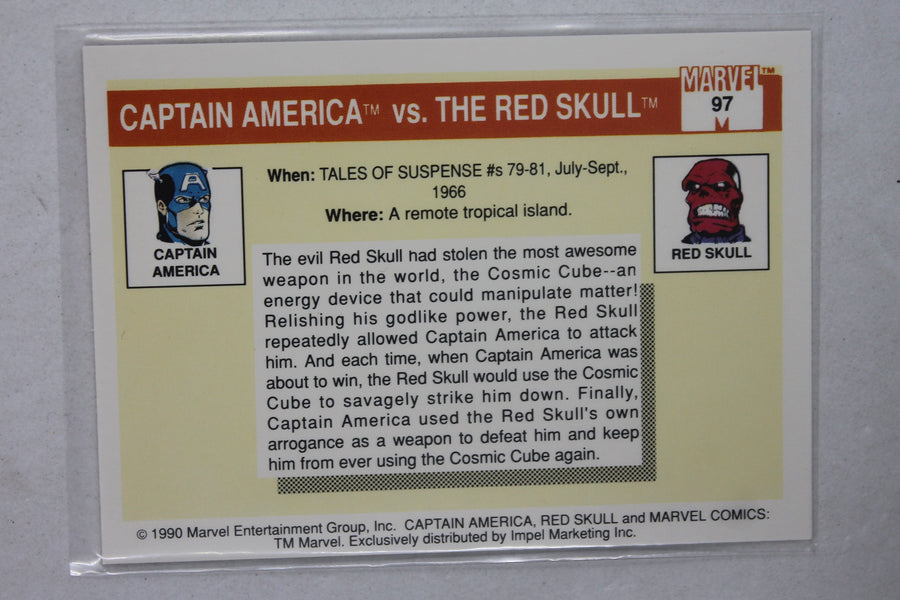 CAPTAIN AMERICA™ vs. THE RED SKULL™
MARVEL™
97
M
A
CAPTAIN
AMERICA
When: TALES OF SUSPENSE #s 79-81, July-Sept.,
1966
Where: A remote tropical island.
RED SKULL
The evil Red Skull had stolen the most awesome
weapon in the world, the Cosmic Cube--an
energy device that could manipulate matter!
Relishing his godlike power, the Red Skull
repeatedly allowed Captain America to attack
him. And each time, when Captain America was
about to win, the Red Skull would use the Cosmic
Cube to savagely strike him down. Finally,
Captain America used the Red Skull's own
arrogance as a weapon to defeat him and keep
him from ever using the Cosmic Cube again.
© 1990 Marvel Entertainment Group, Inc. CAPTAIN AMERICA, RED SKULL and MARVEL COMICS:
TM Marvel. Exclusively distributed by Impel Marketing Inc.